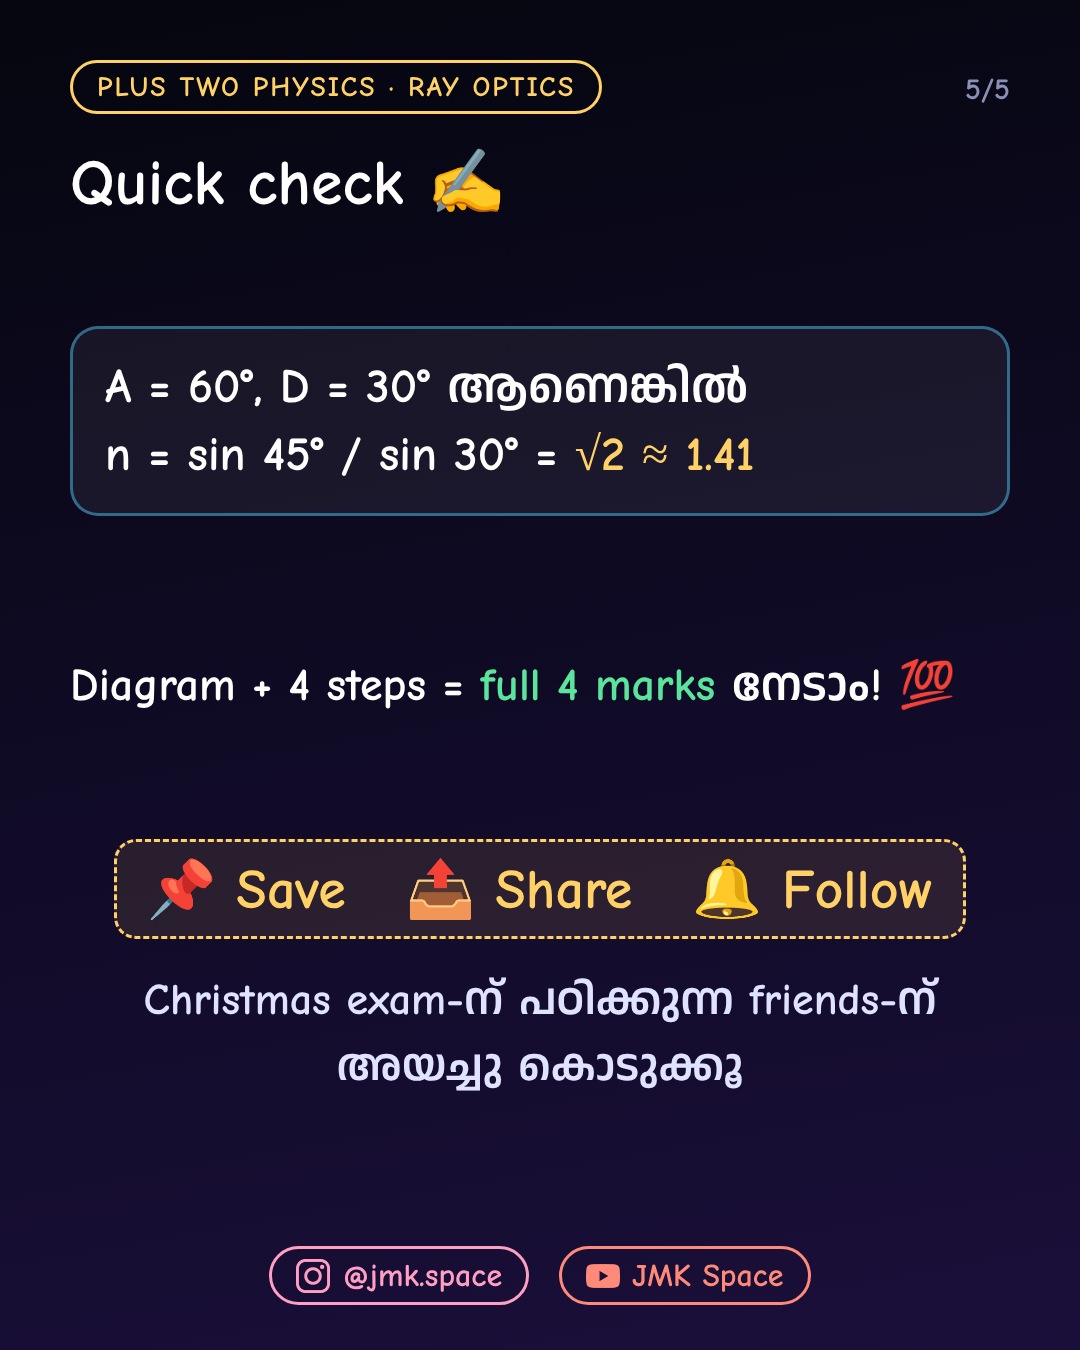 PLUS TWO PHYSICS · RAY OPTICS
5/5
Quick check ✍️
A = 60°, D = 30° ആണെങ്കിൽ
n = sin 45° / sin 30° = √2 ≈ 1.41
Diagram + 4 steps = full 4 marks നേടാം! 💯
📌 Save 📤 Share 🔔 Follow
Christmas exam-ന് പഠിക്കുന്ന friends-ന്
അയച്ചു കൊടുക്കൂ
@jmk.space JMK Space